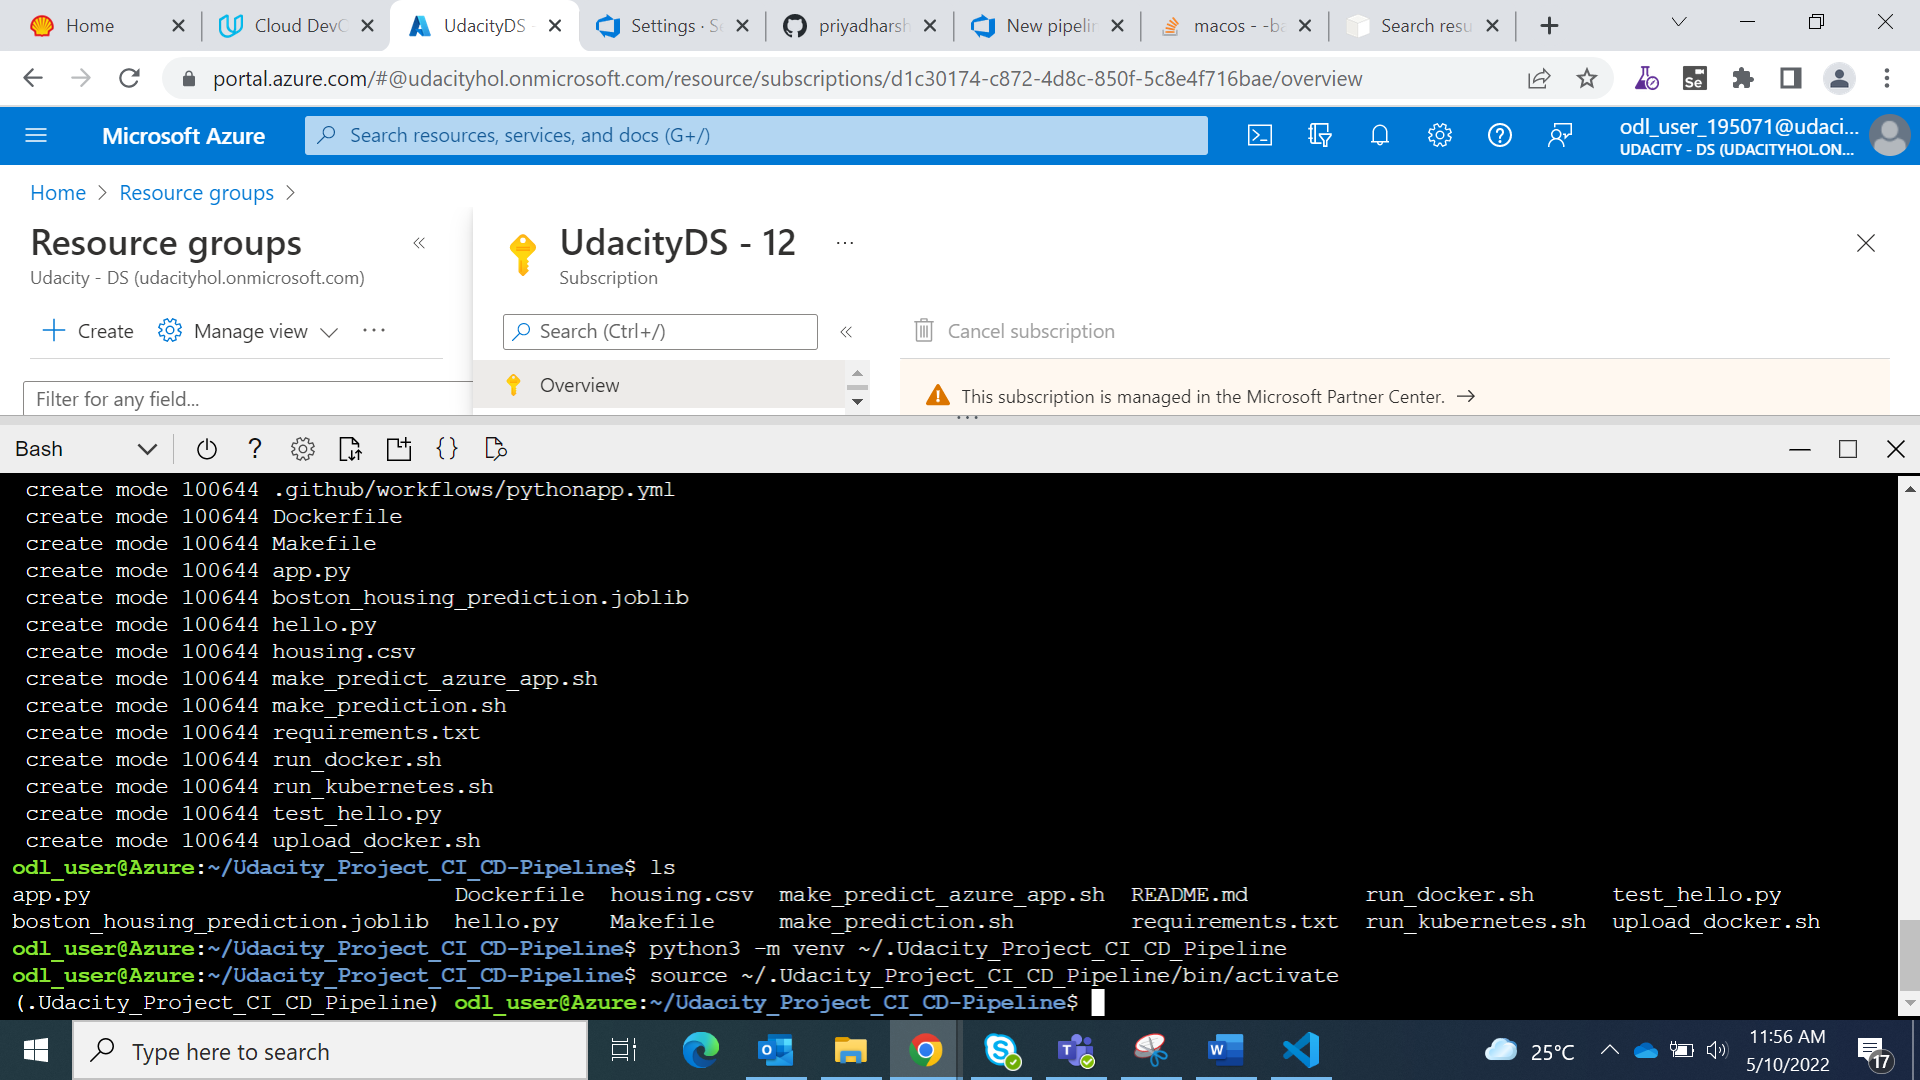 Home
Cloud DevC
UdacityDS -
Settings · Se
priyadharsh
New pipelin
macos - -ba
Search resu
portal.azure.com/#@udacityhol.onmicrosoft.com/resource/subscriptions/d1c30174-c872-4d8c-850f-5c8e4f716bae/overview
Se
Microsoft Azure
Search resources, services, and docs (G+/)
odl_user_195071@udaci...
UDACITY - DS (UDACITYHOL.ON...
Home > Resource groups >
Resource groups
Udacity - DS (udacityhol.onmicrosoft.com)
Create
Manage view
...
Filter for any field...
UdacityDS - 12
...
Subscription
Search (Ctrl+/)
Overview
Cancel subscription
This subscription is managed in the Microsoft Partner Center. →
Bash
?
{}
create mode 100644 .github/workflows/pythonapp.yml
create mode 100644 Dockerfile
create mode 100644 Makefile
create mode 100644 app.py
create mode 100644 boston_housing_prediction.joblib
create mode 100644 hello.py
create mode 100644 housing.csv
create mode 100644 make_predict_azure_app.sh
create mode 100644 make_prediction.sh
create mode 100644 requirements.txt
create mode 100644 run_docker.sh
create mode 100644 run_kubernetes.sh
create mode 100644 test_hello.py
create mode 100644 upload_docker.sh
odl_user@Azure:~/Udacity_Project_CI_CD-Pipeline$ ls
app.py Dockerfile housing.csv make_predict_azure_app.sh README.md run_docker.sh test_hello.py
boston_housing_prediction.joblib hello.py Makefile make_prediction.sh requirements.txt run_kubernetes.sh upload_docker.sh
odl_user@Azure:~/Udacity_Project_CI_CD-Pipeline$ python3 -m venv ~/.Udacity_Project_CI_CD_Pipeline
odl_user@Azure:~/Udacity_Project_CI_CD-Pipeline$ source ~/.Udacity_Project_CI_CD_Pipeline/bin/activate
(.Udacity_Project_CI_CD_Pipeline) odl_user@Azure:~/Udacity_Project_CI_CD-Pipeline$
Type here to search
25°C
11:56 AM
5/10/2022
17